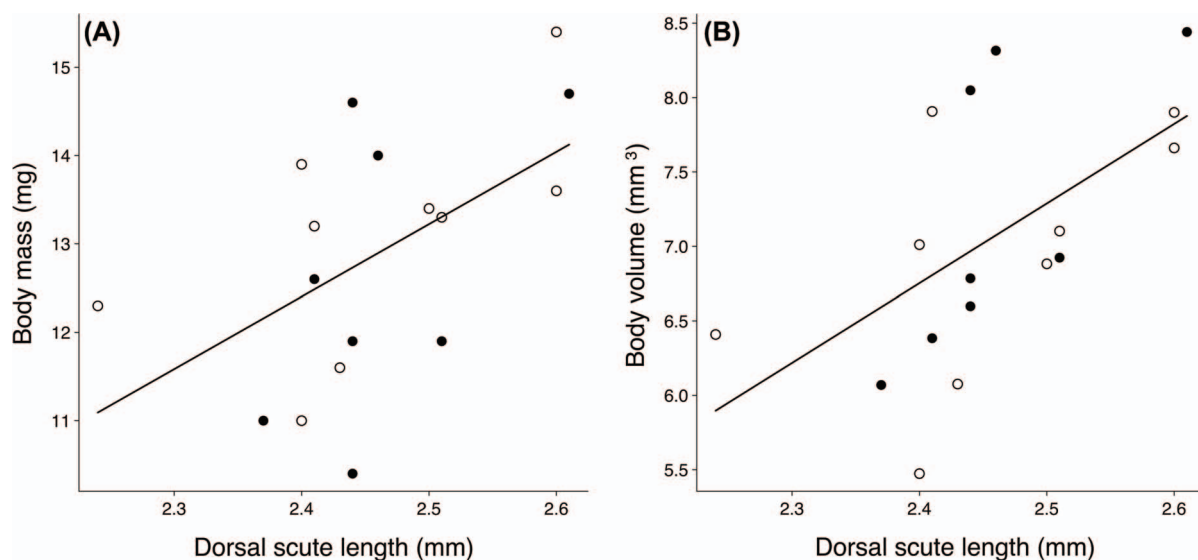 (A)
Body mass (mg)
15
14
13
12
11
2.3 2.4 2.5 2.6
Dorsal scute length (mm)
(B)
Body volume (mm³)
8.5
8.0
7.5
7.0
6.5
6.0
5.5
2.3 2.4 2.5 2.6
Dorsal scute length (mm)